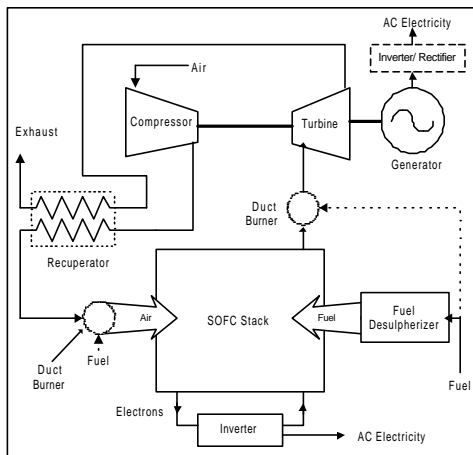 AC Electricity
Inverter/ Rectifier
Air
Compressor
Turbine
Generator
Exhaust
Duct
Burner
Recuperator
Air
SOFC Stack
Fuel
Fuel
Desulpherizer
Duct
Burner
Fuel
Fuel
Electrons
Inverter
AC Electricity